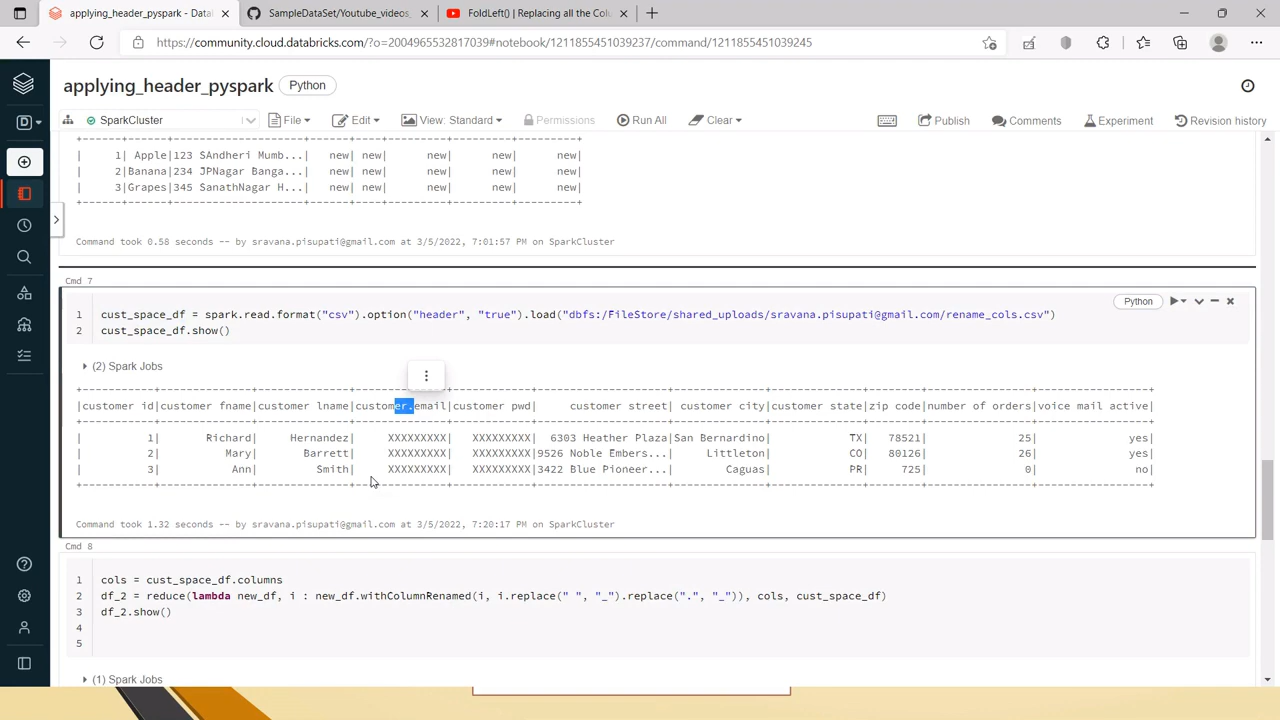 applying_header_pyspark - Datal
SampleDataSet/Youtube_videos_
FoldLeft() | Replacing all the Colu
https://community.cloud.databricks.com/?o=2004965532817039#notebook/1211855451039237/command/1211855451039245
applying_header_pyspark Python
SparkCluster File Edit View: Standard Permissions Run All Clear Publish Comments Experiment Revision history
+------+------+--------------------+-----+----+----------+---------+----------+
| 1| Apple|123 SAndheri Mumb...| new| new| new| new| new|
| 2|Banana|234 JPNagar Banga...| new| new| new| new| new|
| 3|Grapes|345 SanathNagar H...| new| new| new| new| new|
+------+------+--------------------+-----+----+----------+---------+----------+
Command took 0.58 seconds -- by sravana.pisupati@gmail.com at 3/5/2022, 7:01:57 PM on SparkCluster
Cmd 7
Python
1 cust_space_df = spark.read.format("csv").option("header", "true").load("dbfs:/FileStore/shared_uploads/sravana.pisupati@gmail.com/rename_cols.csv")
2 cust_space_df.show()
(2) Spark Jobs
+-----------+--------------+--------------+--------------+------------+--------------------+-------------+--------------+--------+----------------+-----------------+
|customer id|customer fname|customer lname|customer.email|customer pwd| customer street| customer city|customer state|zip code|number of orders|voice mail active|
+-----------+--------------+--------------+--------------+------------+--------------------+-------------+--------------+--------+----------------+-----------------+
| 1| Richard| Hernandez| XXXXXXXXX| XXXXXXXXX| 6303 Heather Plaza|San Bernardino| TX| 78521| 25| yes|
| 2| Mary| Barrett| XXXXXXXXX| XXXXXXXXX|9526 Noble Embers...| Littleton| CO| 80126| 26| yes|
| 3| Ann| Smith| XXXXXXXXX| XXXXXXXXX|3422 Blue Pioneer...| Caguas| PR| 725| 0| no|
+-----------+--------------+--------------+--------------+------------+--------------------+-------------+--------------+--------+----------------+-----------------+
Command took 1.32 seconds -- by sravana.pisupati@gmail.com at 3/5/2022, 7:20:17 PM on SparkCluster
Cmd 8
1 cols = cust_space_df.columns
2 df_2 = reduce(lambda new_df, i : new_df.withColumnRenamed(i, i.replace(" ", "_").replace(".", "_")), cols, cust_space_df)
3 df_2.show()
4
5
(1) Spark Jobs